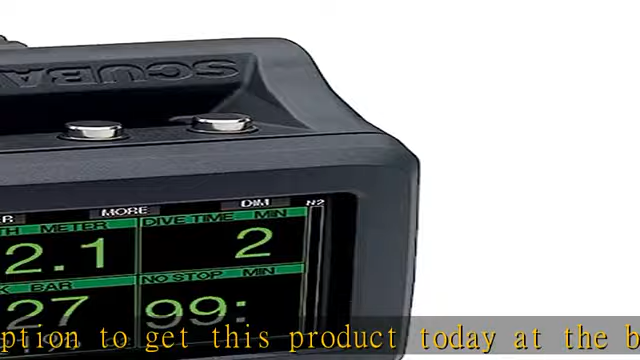 SCUBA
R MORE DIM N2
TH METER DIVE TIME MIN
2.1 2
K BAR NO STOP MIN
27 99:
ption to get this product today at the b